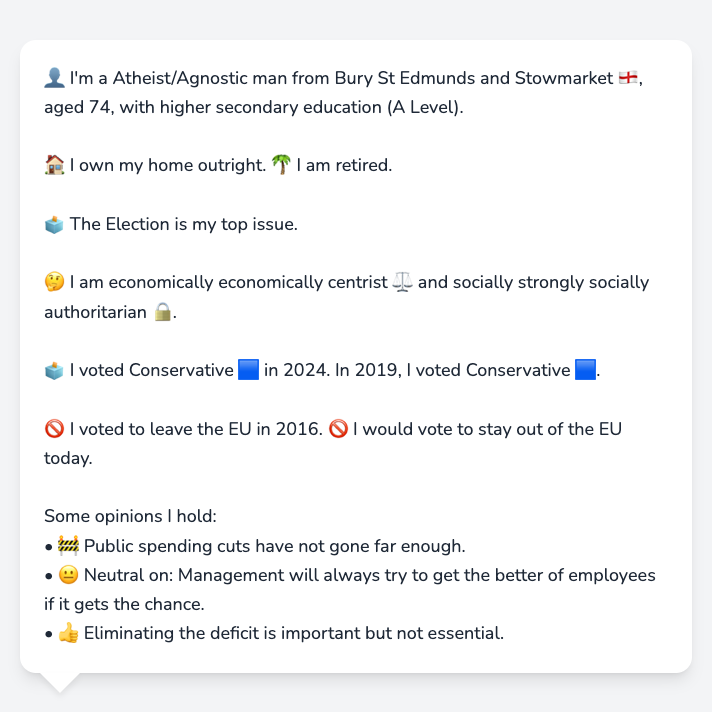 👤 I'm a Atheist/Agnostic man from Bury St Edmunds and Stowmarket 🏴󠁧󠁢󠁥󠁮󠁧󠁿,
aged 74, with higher secondary education (A Level).
🏠 I own my home outright. 🌴 I am retired.
🗳️ The Election is my top issue.
🤔 I am economically economically centrist ⚖️ and socially strongly socially
authoritarian 🔒.
🗳️ I voted Conservative 🟦 in 2024. In 2019, I voted Conservative 🟦.
🚫 I voted to leave the EU in 2016. 🚫 I would vote to stay out of the EU
today.
Some opinions I hold:
• 🚧 Public spending cuts have not gone far enough.
• 😐 Neutral on: Management will always try to get the better of employees
if it gets the chance.
• 👍 Eliminating the deficit is important but not essential.